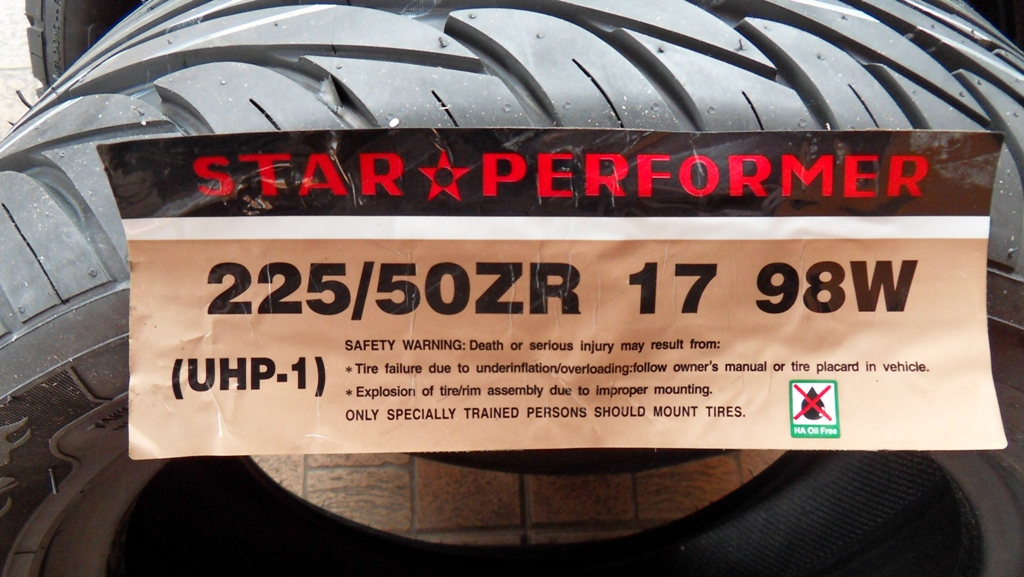 STAR☆PERFORMER
225/50ZR 17 98W
(UHP-1)
SAFETY WARNING: Death or serious injury may result from:
*Tire failure due to underinflation/overloading:follow owner's manual or tire placard in vehicle.
*Explosion of tire/rim assembly due to improper mounting.
ONLY SPECIALLY TRAINED PERSONS SHOULD MOUNT TIRES.
HA Oil Free